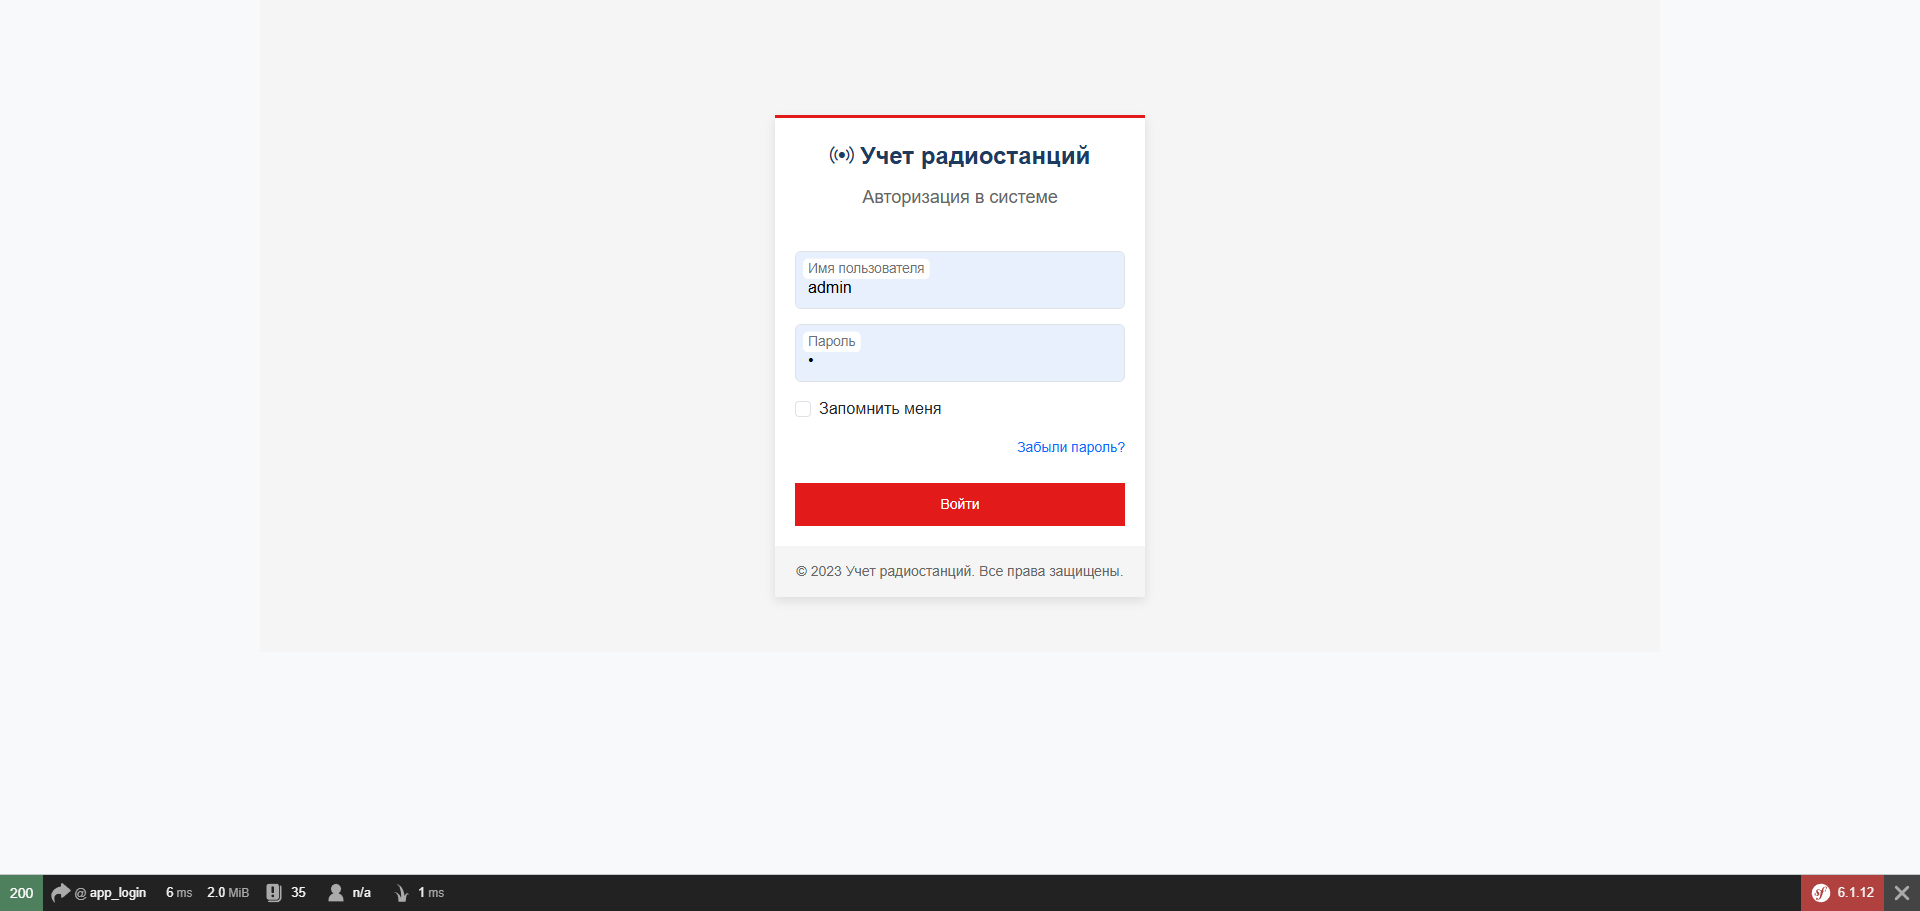 Учет радиостанций
Авторизация в системе
Имя пользователя
admin
Пароль
•
Запомнить меня
Забыли пароль?
Войти
© 2023 Учет радиостанций. Все права защищены.
200 @ app_login 6 ms 2.0 MiB 35 n/a 1 ms sf 6.1.12